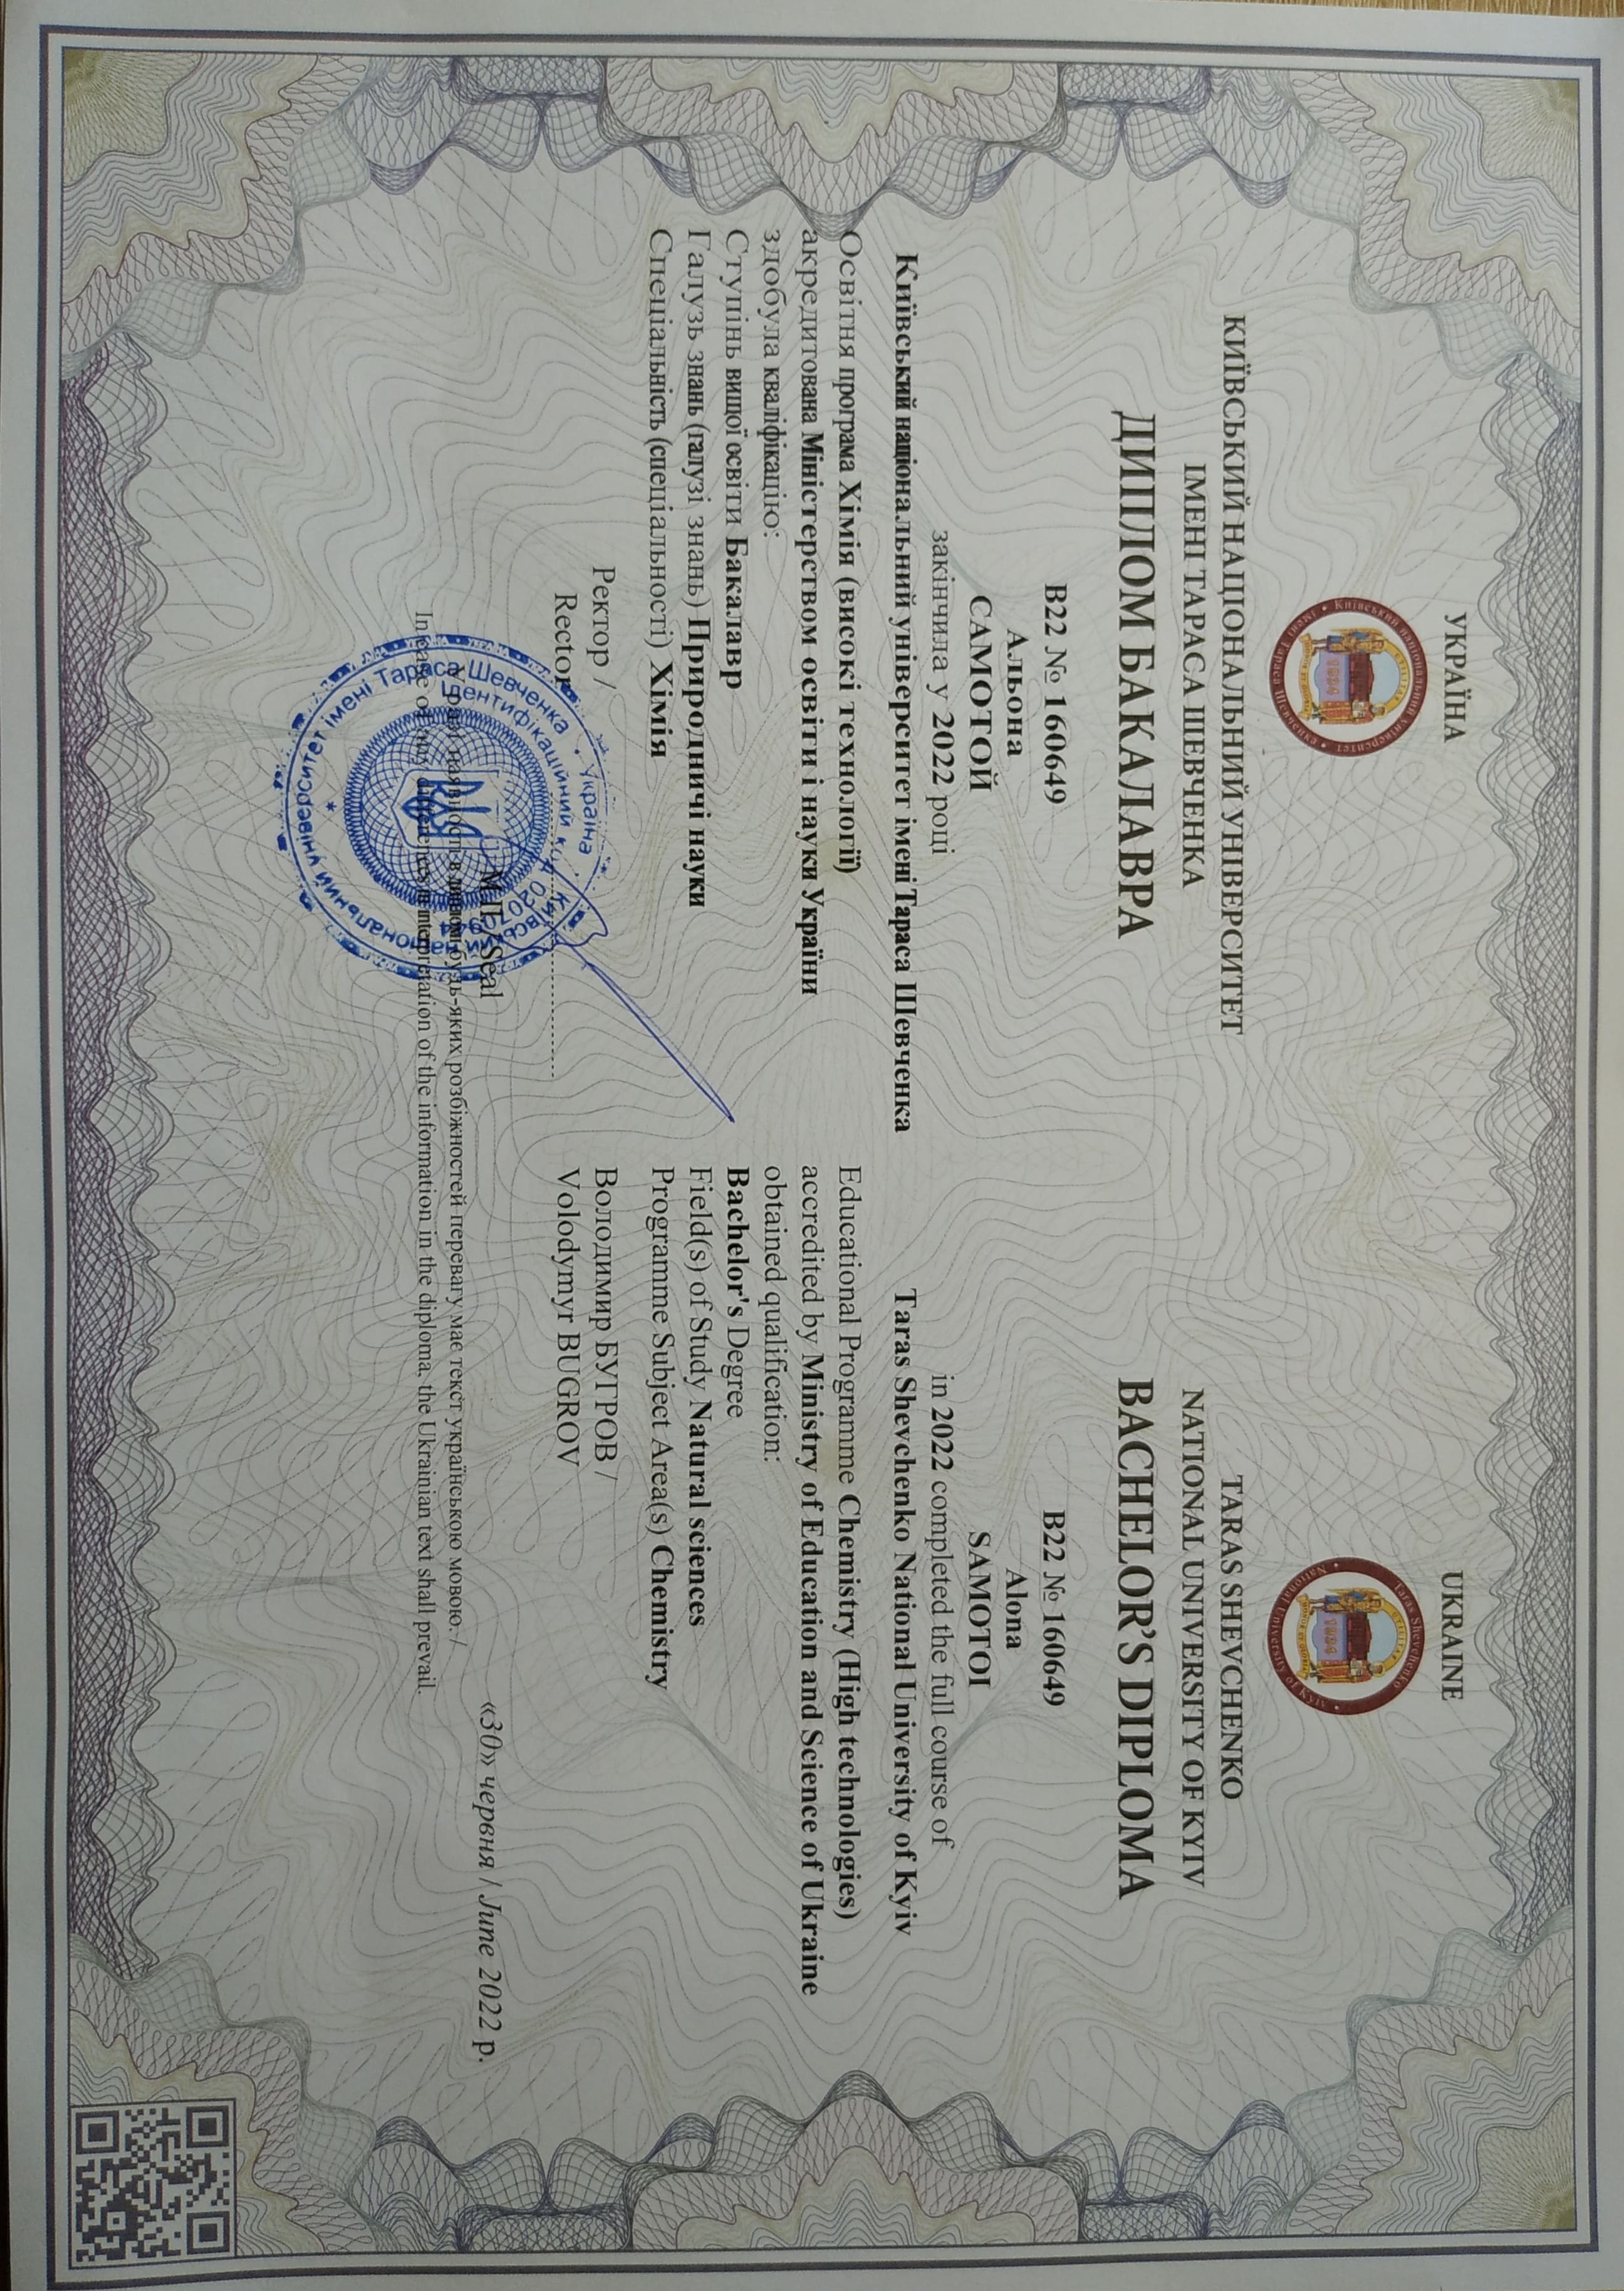 УКРАЇНА
КИЇВСЬКИЙ НАЦІОНАЛЬНИЙ УНІВЕРСИТЕТ
ІМЕНІ ТАРАСА ШЕВЧЕНКА
ДИПЛОМ БАКАЛАВРА
В22 № 160649
Альона
САМОТОЙ
закінчила у 2022 році
Київський національний університет імені Тараса Шевченка
Освітня програма Хімія (високі технології)
акредитована Міністерством освіти і науки України
здобула кваліфікацію:
Ступінь вищої освіти Бакалавр
Галузь знань (галузі знань) Природничі науки
Спеціальність (спеціальності) Хімія
UKRAINE
TARAS SHEVCHENKO
NATIONAL UNIVERSITY OF KYIV
BACHELOR'S DIPLOMA
B22 № 160649
Alona
SAMOTOI
in 2022 completed the full course of
Taras Shevchenko National University of Kyiv
Educational Programme Chemistry (High technologies)
accredited by Ministry of Education and Science of Ukraine
obtained qualification:
Bachelor's Degree
Field(s) of Study Natural sciences
Programme Subject Area(s) Chemistry
Ректор /
Rector
Володимир БУГРОВ /
Volodymyr BUGROV
М.П./Seal
«30» червня / June 2022 р.
У разі наявності в дипломі будь-яких розбіжностей перевагу має текст українською мовою. /
In case of any differences in interpretation of the information in the diploma, the Ukrainian text shall prevail.
Україна
імені Тараса Шевченка